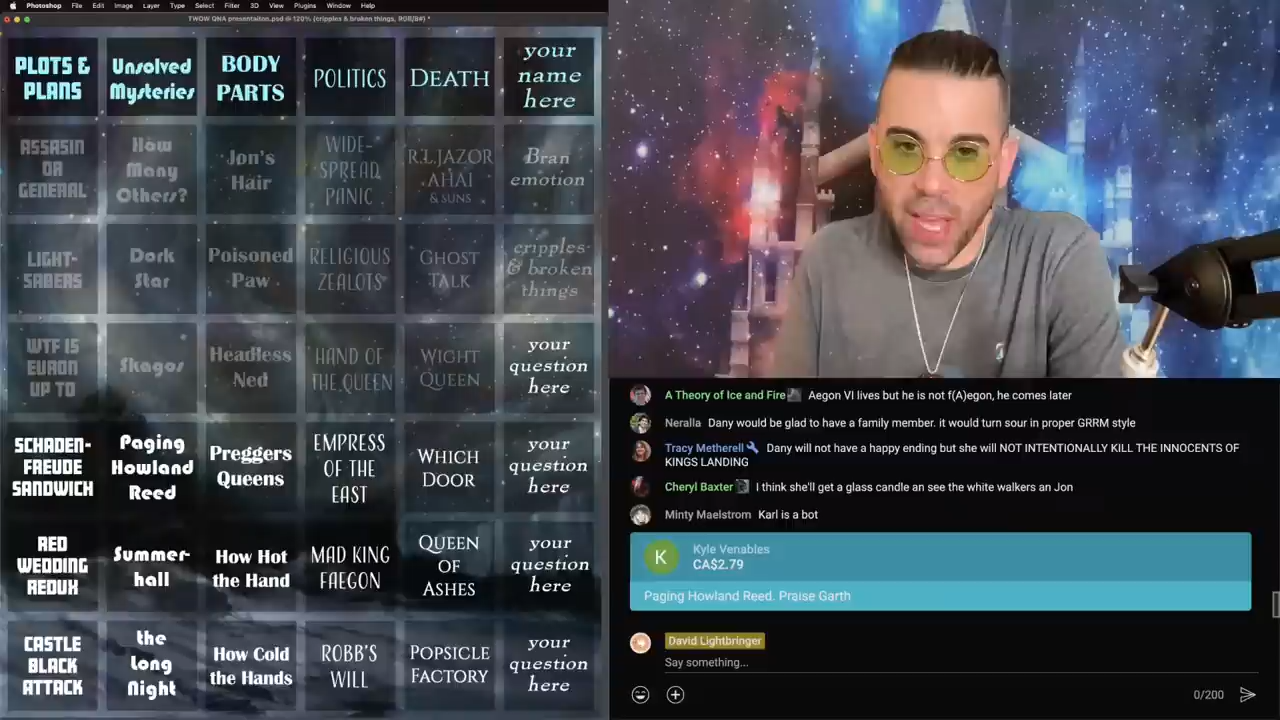 Photoshop File Edit Image Layer Type Select Filter 3D View Plugins Window Help
TWOW QNA presentaiton.psd @ 120% (cripples & broken things, RGB/8#) *
PLOTS &
PLANS
Unsolved
Mysteries
BODY
PARTS
POLITICS
DEATH
your
name
here
ASSASIN
OR
GENERAL
How
Many
Others?
Jon's
Hair
WIDE-
SPREAD
PANIC
R.L.JAZOR
AHAI
& SUNS
Bran
emotion
LIGHT-
SABERS
Dark
Star
Poisoned
Paw
RELIGIOUS
ZEALOTS
GHOST
TALK
cripples
& broken
things
WTF IS
EURON
UP TO
Skagos
Headless
Ned
HAND OF
THE QUEEN
WIGHT
QUEEN
your
question
here
SCHADEN-
FREUDE
SANDWICH
Paging
Howland
Reed
Preggers
Queens
EMPRESS
OF THE
EAST
WHICH
DOOR
your
question
here
RED
WEDDING
REDUX
Summer-
hall
How Hot
the Hand
MAD KING
FAEGON
QUEEN
OF
ASHES
your
question
here
CASTLE
BLACK
ATTACK
the
Long
Night
How Cold
the Hands
ROBB'S
WILL
POPSICLE
FACTORY
your
question
here
A Theory of Ice and Fire Aegon VI lives but he is not f(A)egon, he comes later
Neralla Dany would be glad to have a family member. it would turn sour in proper GRRM style
Tracy Metherell Dany will not have a happy ending but she will NOT INTENTIONALLY KILL THE INNOCENTS OF
KINGS LANDING
Cheryl Baxter I think she'll get a glass candle an see the white walkers an Jon
Minty Maelstrom Karl is a bot
K
Kyle Venables
CA$2.79
Paging Howland Reed. Praise Garth
David Lightbringer
Say something...
0/200